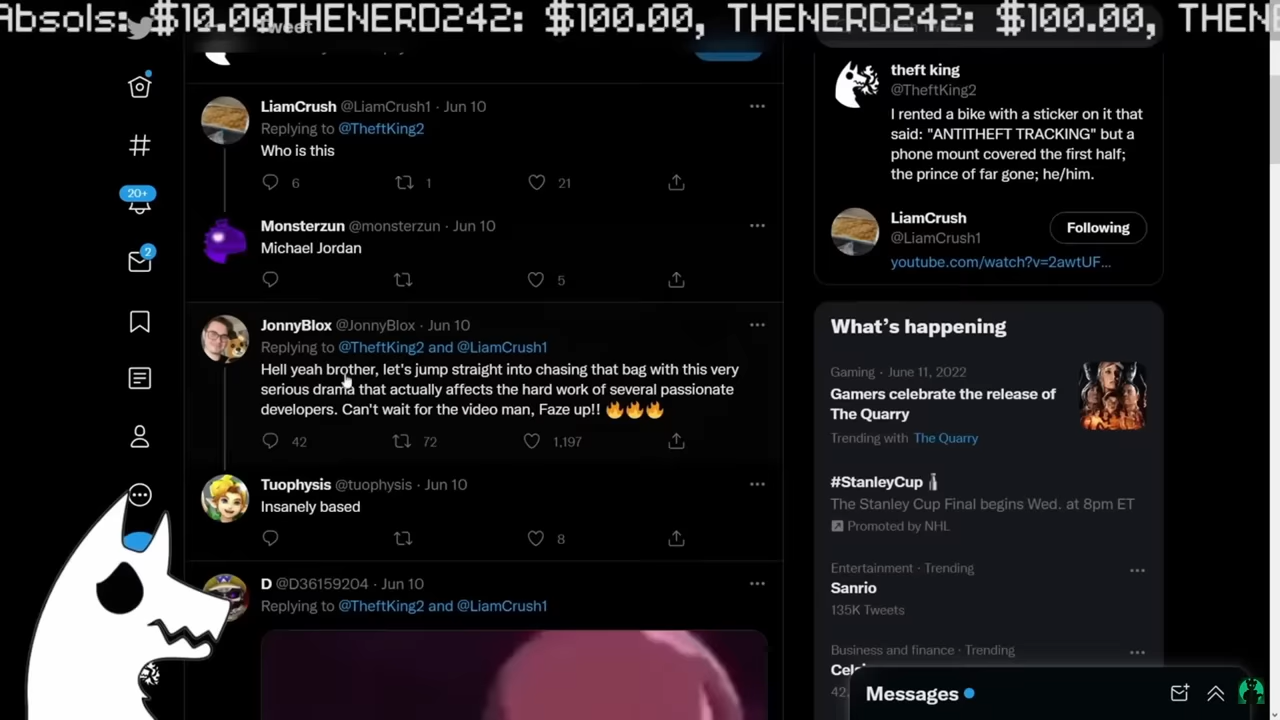 Absols: $10.00THENERD242: $100.00, THENERD242: $100.00, THEN
Tweet
LiamCrush @LiamCrush1 · Jun 10
Replying to @TheftKing2
Who is this
6 1 21
Monsterzun @monsterzun · Jun 10
Michael Jordan
5
JonnyBlox @JonnyBlox · Jun 10
Replying to @TheftKing2 and @LiamCrush1
Hell yeah brother, let's jump straight into chasing that bag with this very
serious drama that actually affects the hard work of several passionate
developers. Can't wait for the video man, Faze up!! 🔥🔥🔥
42 72 1,197
Tuophysis @tuophysis · Jun 10
Insanely based
8
D @D36159204 · Jun 10
Replying to @TheftKing2 and @LiamCrush1
20+
2
theft king
@TheftKing2
I rented a bike with a sticker on it that
said: "ANTITHEFT TRACKING" but a
phone mount covered the first half;
the prince of far gone; he/him.
LiamCrush
@LiamCrush1
Following
youtube.com/watch?v=2awtUF...
What's happening
Gaming · June 11, 2022
Gamers celebrate the release of
The Quarry
Trending with The Quarry
#StanleyCup
The Stanley Cup Final begins Wed. at 8pm ET
Promoted by NHL
Entertainment · Trending
Sanrio
135K Tweets
Business and finance · Trending
Cel
42,
Messages